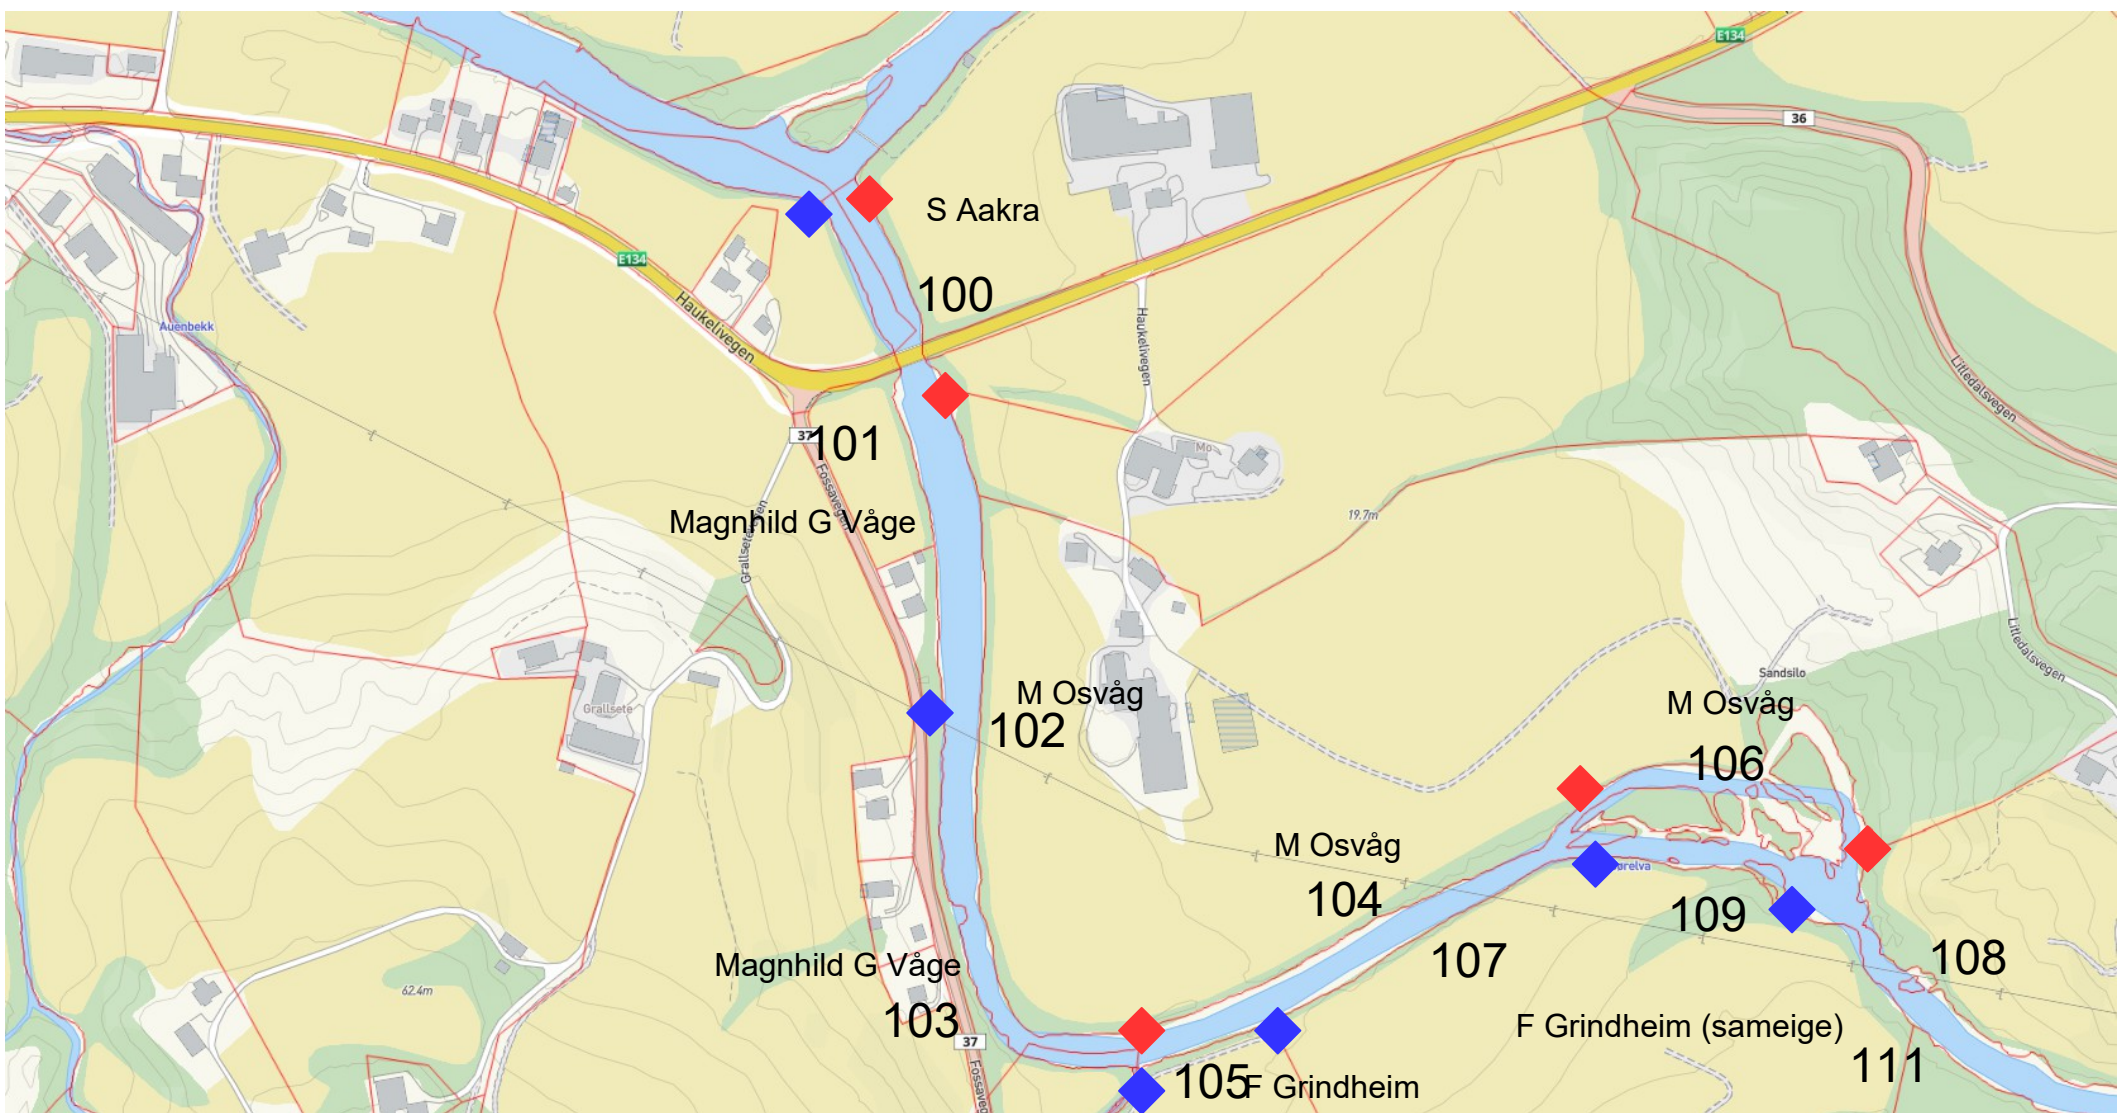 E134
36
S Aakra
E134
Auenbekk
Haukelivegen
100
Haukelivegen
Litledalsvegen
37
101
Fossavegen
Mo
Magnhild G Våge
19.7m
Litledalsvegen
Sandsilo
M Osvåg
M Osvåg
102
Grallsete
106
M Osvåg
104
109
107
108
Magnhild G Våge
62.4m
103
37
F Grindheim (sameige)
111
105
F Grindheim